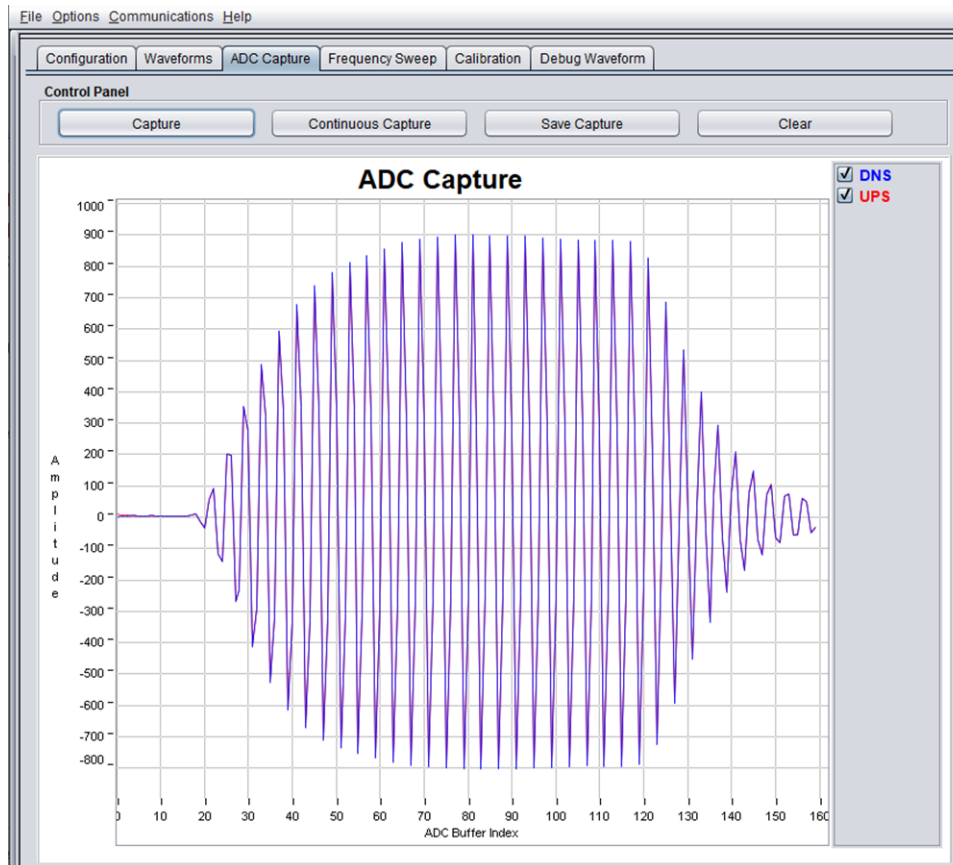 File Options Communications Help
Configuration Waveforms ADC Capture Frequency Sweep Calibration Debug Waveform
Control Panel
Capture Continuous Capture Save Capture Clear
ADC Capture
DNS
UPS
1000
900
800
700
600
500
400
300
200
100
0
-100
-200
-300
-400
-500
-600
-700
-800
Amplitude
0 10 20 30 40 50 60 70 80 90 100 110 120 130 140 150 160
ADC Buffer Index